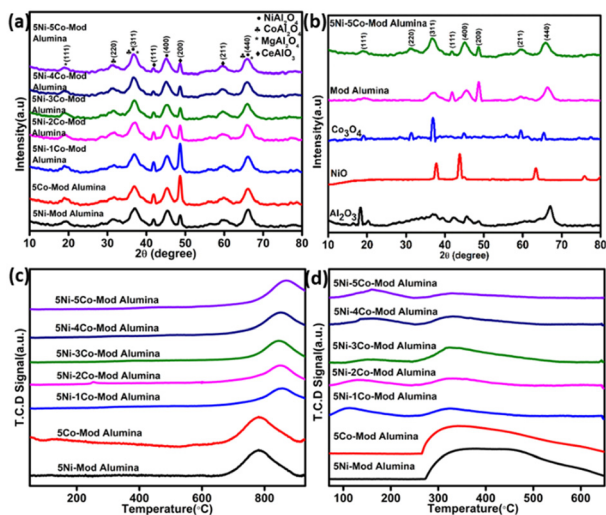 (a)
♦ NiAl₂O₄
♣ CoAl₂O₄
* MgAl₂O₄
♦ CeAlO₃
5Ni-5Co-Mod
Alumina
(111)
(220)
(311)
(111)
(400)
(200)
(211)
(440)
5Ni-4Co-Mod
Alumina
5Ni-3Co-Mod
Alumina
5Ni-2Co-Mod
Alumina
5Ni-1Co-Mod
Alumina
5Co-Mod Alumina
5Ni-Mod Alumina
Intensity(a.u)
10 20 30 40 50 60 70 80
2θ (degree)
(b)
5Ni-5Co-Mod Alumina
(111)
(220)
(311)
(111)
(400)
(200)
(211)
(440)
Mod Alumina
Co₃O₄
NiO
Al₂O₃
Intensity(a.u)
10 20 30 40 50 60 70 80
2θ (degree)
(c)
5Ni-5Co-Mod Alumina
5Ni-4Co-Mod Alumina
5Ni-3Co-Mod Alumina
5Ni-2Co-Mod Alumina
5Ni-1Co-Mod Alumina
5Co-Mod Alumina
5Ni-Mod Alumina
T.C.D Signal(a.u.)
200 400 600 800
Temperature(°C)
(d)
5Ni-5Co-Mod Alumina
5Ni-4Co-Mod Alumina
5Ni-3Co-Mod Alumina
5Ni-2Co-Mod Alumina
5Ni-1Co-Mod Alumina
5Co-Mod Alumina
5Ni-Mod Alumina
T.C.D Signal(a.u.)
100 200 300 400 500 600
Temperature(°C)